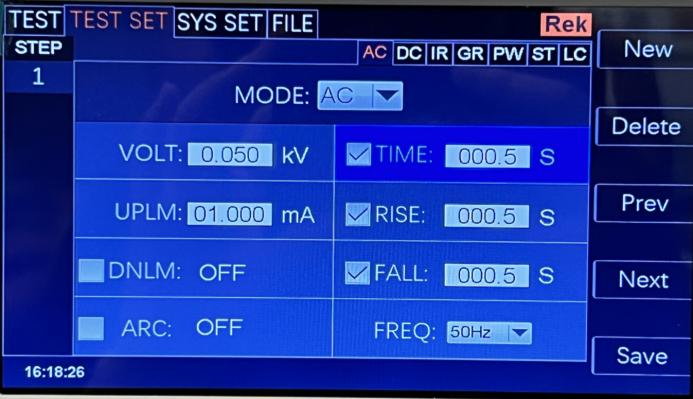 TEST TEST SET SYS SET FILE Rek
STEP AC DC IR GR PW ST LC New
1
MODE: AC
Delete
VOLT: 0.050 kV TIME: 000.5 S
UPLM: 01.000 mA RISE: 000.5 S Prev
DNLM: OFF FALL: 000.5 S Next
ARC: OFF FREQ: 50Hz
Save
16:18:26